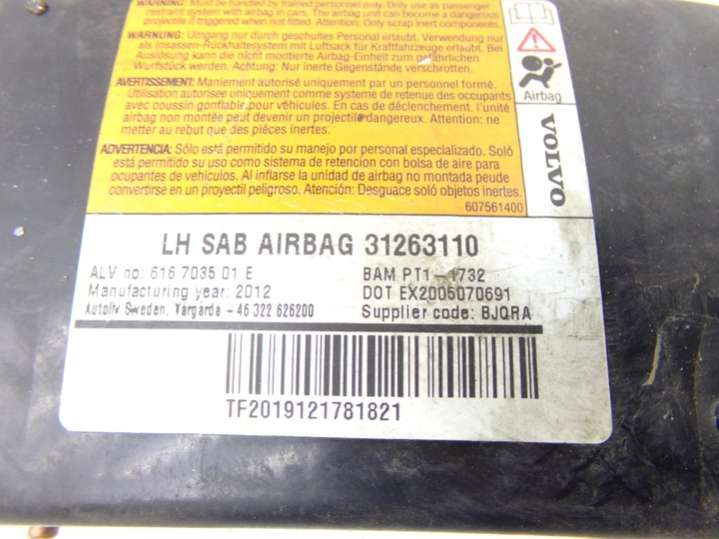 WARNING: Must be handled by trained personnel only. Only use as passenger
restraint system with airbag in cars. The airbag unit can become a dangerous
projectile if triggered when not fitted. Attention: Only scrap inert components.
WARNUNG: Umgang nur durch geschultes Personal erlaubt. Nur
als Insassen-Rückhaltesystem mit Luftsack für Kraftfahrzeuge erlaubt. Bei
Auslösung kann die nicht montierte Airbag-Einheit zum gefährlichen
Wurfstück werden. Achtung: Nur inerte Gegenstände verschrotten.
AVERTISSEMENT: Maniement autorisé uniquement par un personnel formé.
Utilisation autorisée uniquement comme système de retenue des occupants
avec coussin gonflable pour véhicules. En cas de déclenchement, l'unité
airbag non montée peut devenir un projectile dangereux. Attention: ne
metter au rebut que des pièces inertes.
ADVERTENCIA: Sólo está permitido su manejo por personal especializado. Soló
está permitido su uso como sistema de retención con bolsa de aire para
ocupantes de vehículos. Al inflarse la unidad de airbag no montada puede
convertirse en un proyectil peligroso. Atención: Desguace soló objetos inertes.
607561400
Airbag
VOLVO
LH SAB AIRBAG 31263110
ALV no: 616 7035 01 E
BAM PT1-1732
Manufacturing year: 2012
DOT EX2005070691
Autoliv Sweden, Vårgårda - 46 322 626200
Supplier code: BJQRA
TF2019121781821